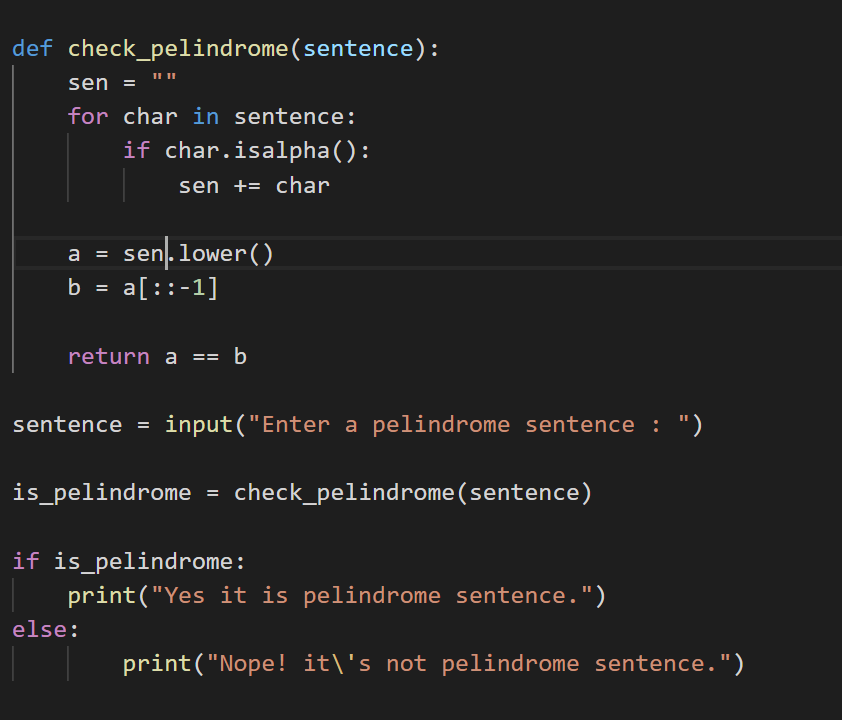 def check_pelindrome(sentence):
    sen = ""
    for char in sentence:
        if char.isalpha():
            sen += char
    a = sen.lower()
    b = a[::-1]
    return a == b
sentence = input("Enter a pelindrome sentence : ")
is_pelindrome = check_pelindrome(sentence)
if is_pelindrome:
    print("Yes it is pelindrome sentence.")
else:
        print("Nope! it\'s not pelindrome sentence.")